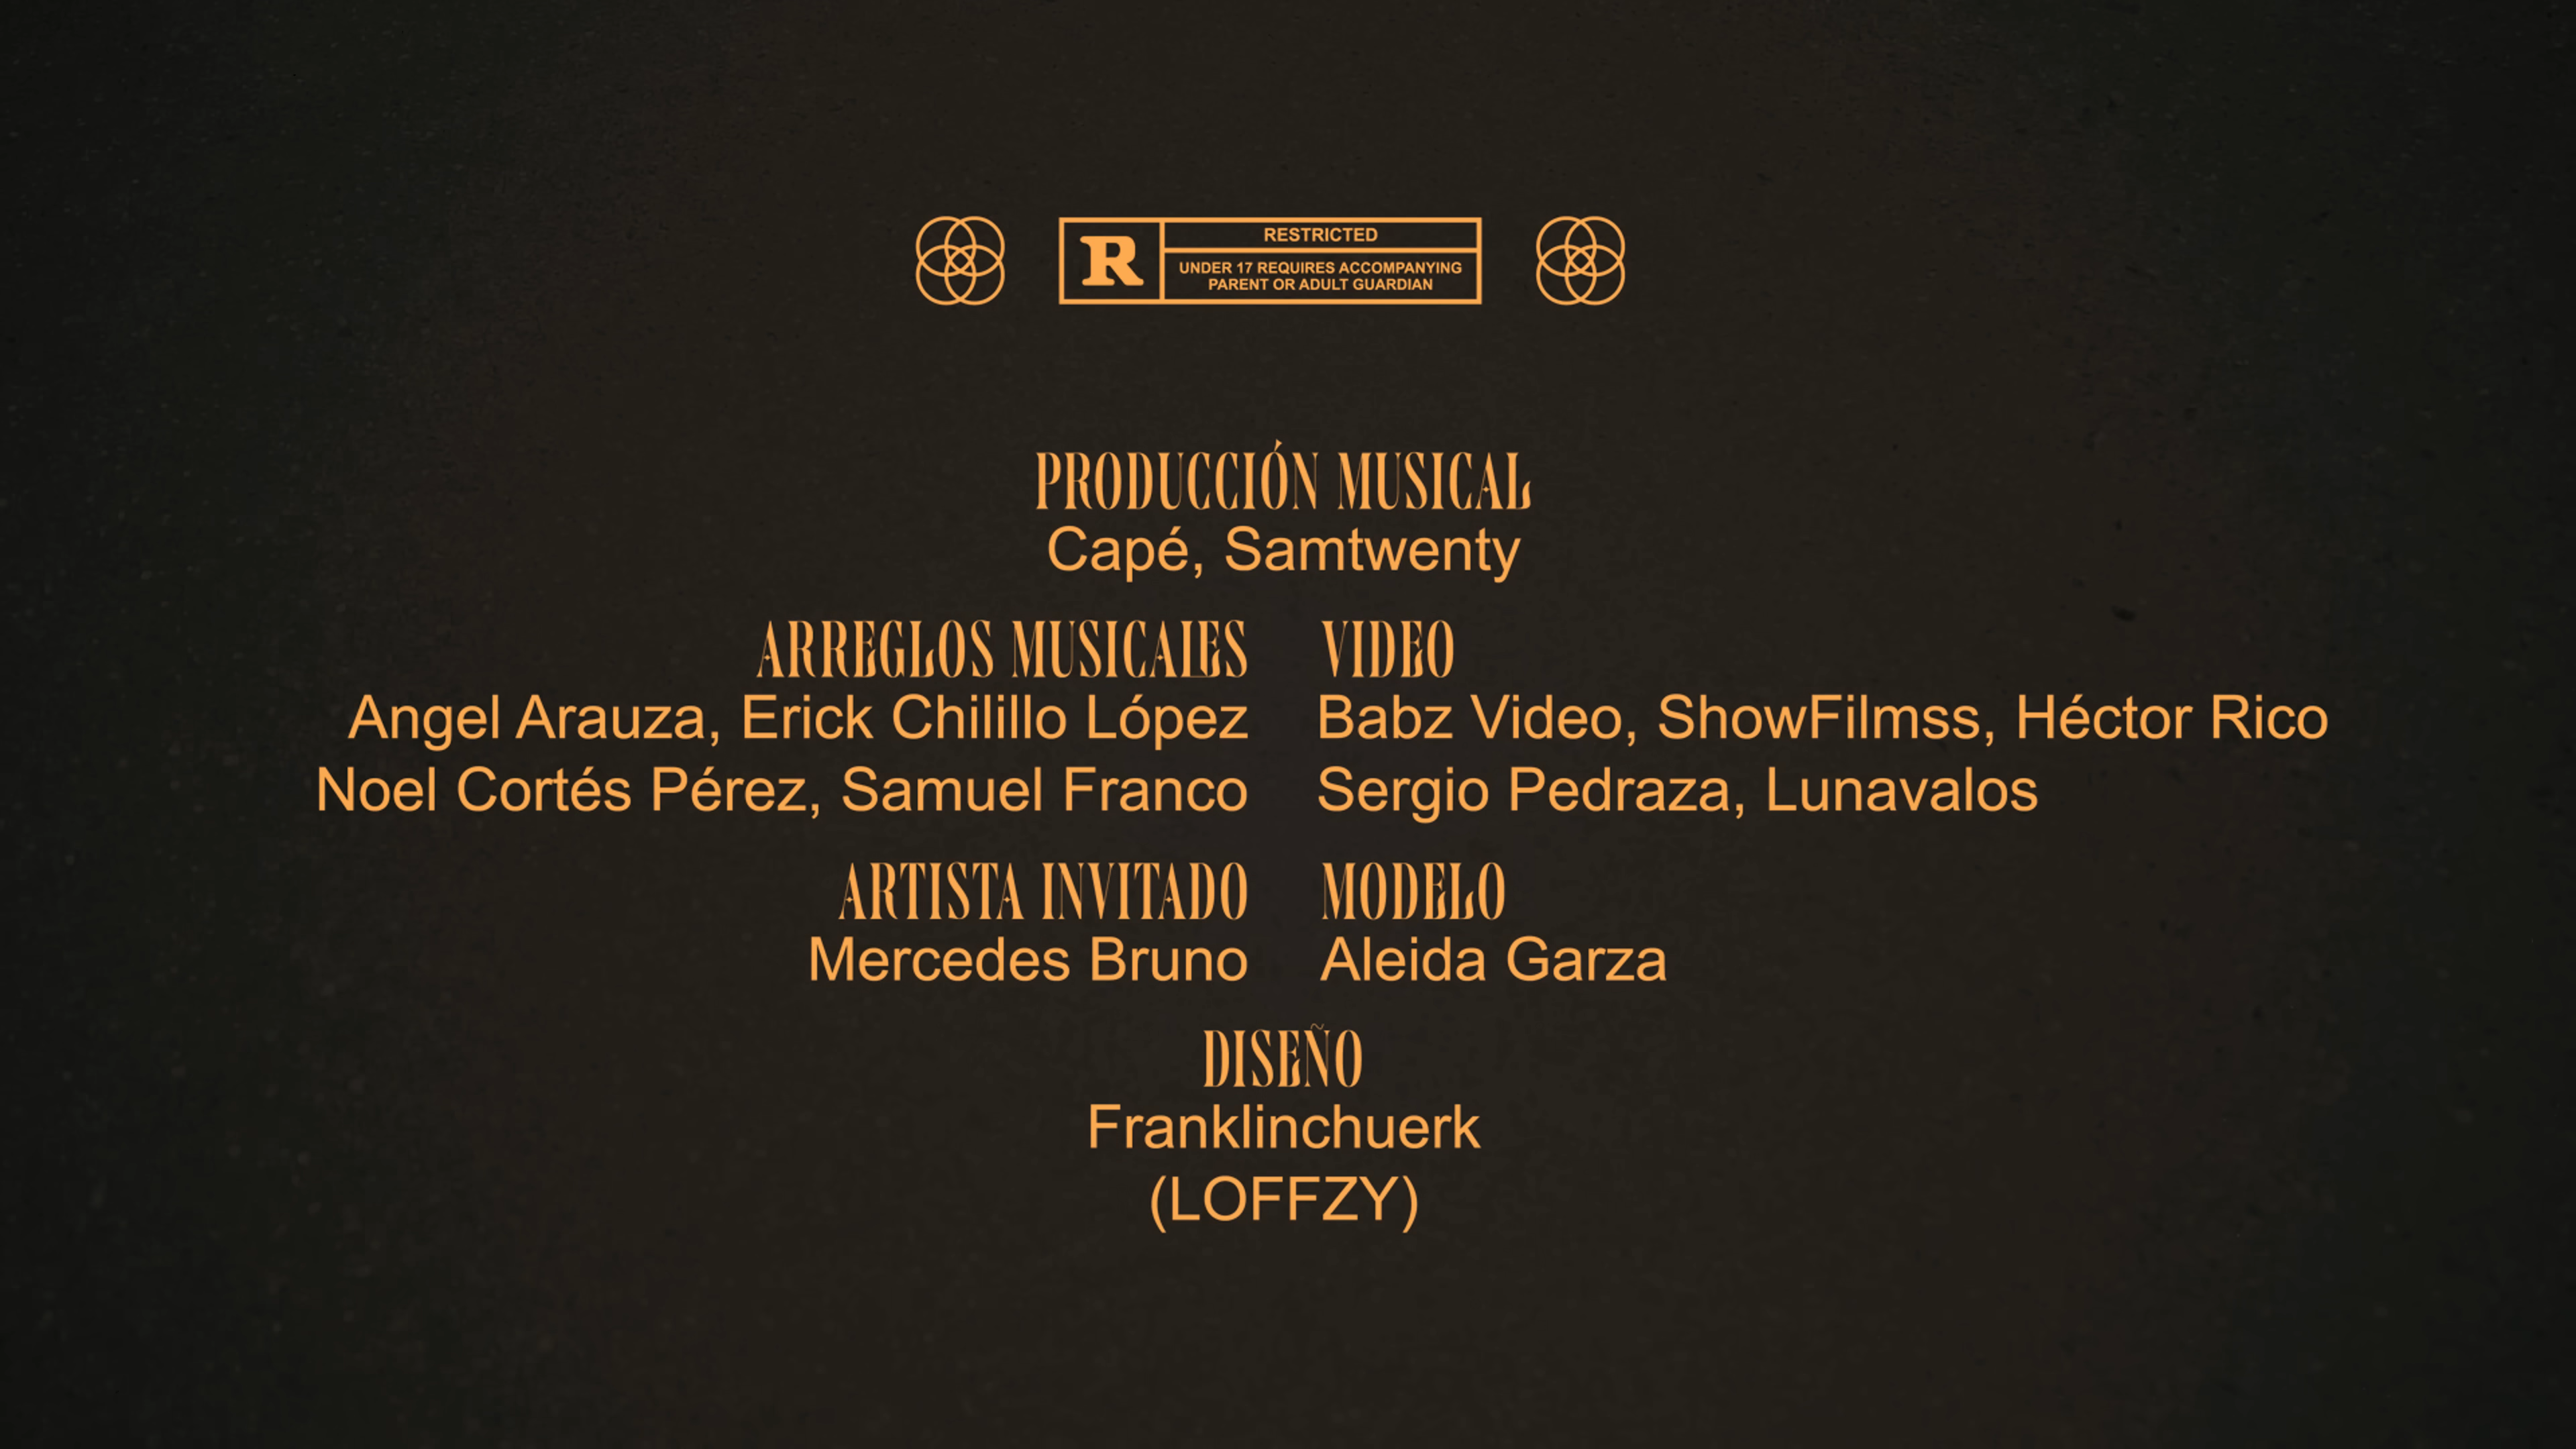 R
RESTRICTED
UNDER 17 REQUIRES ACCOMPANYING
PARENT OR ADULT GUARDIAN
PRODUCCIÓN MUSICAL
Capé, Samtwenty
ARREGLOS MUSICALES
Angel Arauza, Erick Chilillo López
Noel Cortés Pérez, Samuel Franco
VIDEO
Babz Video, ShowFilmss, Héctor Rico
Sergio Pedraza, Lunavalos
ARTISTA INVITADO
Mercedes Bruno
MODELO
Aleida Garza
DISEÑO
Franklinchuerk
(LOFFZY)